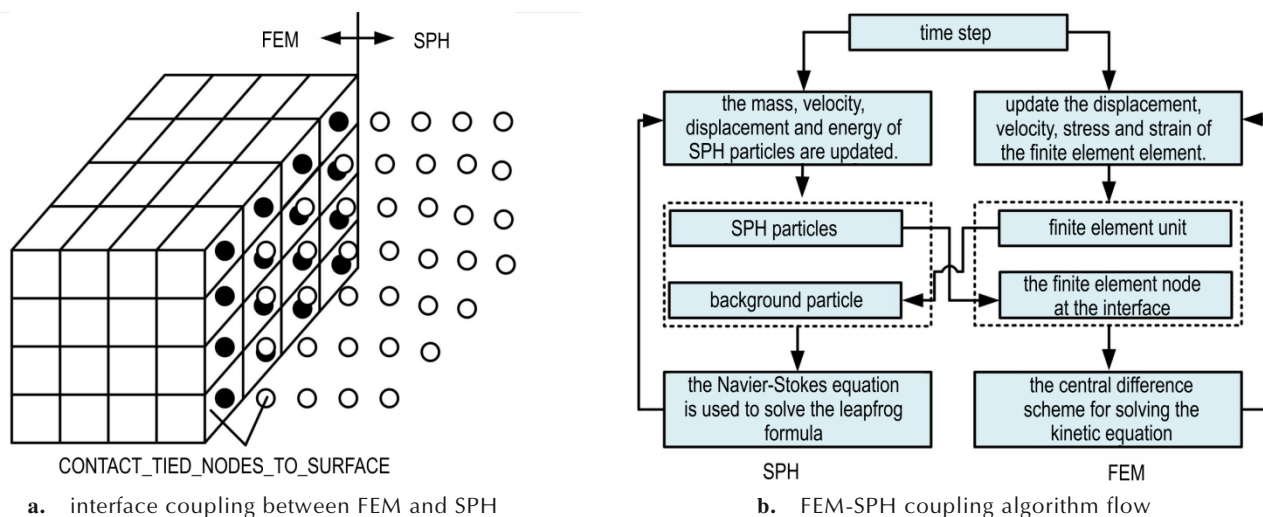 FEM
SPH
CONTACT_TIED_NODES_TO_SURFACE
a. interface coupling between FEM and SPH
time step
the mass, velocity,
displacement and energy of
SPH particles are updated.
update the displacement,
velocity, stress and strain of
the finite element element.
SPH particles
finite element unit
background particle
the finite element node
at the interface
the Navier-Stokes equation
is used to solve the leapfrog
formula
the central difference
scheme for solving the
kinetic equation
SPH
FEM
b. FEM-SPH coupling algorithm flow